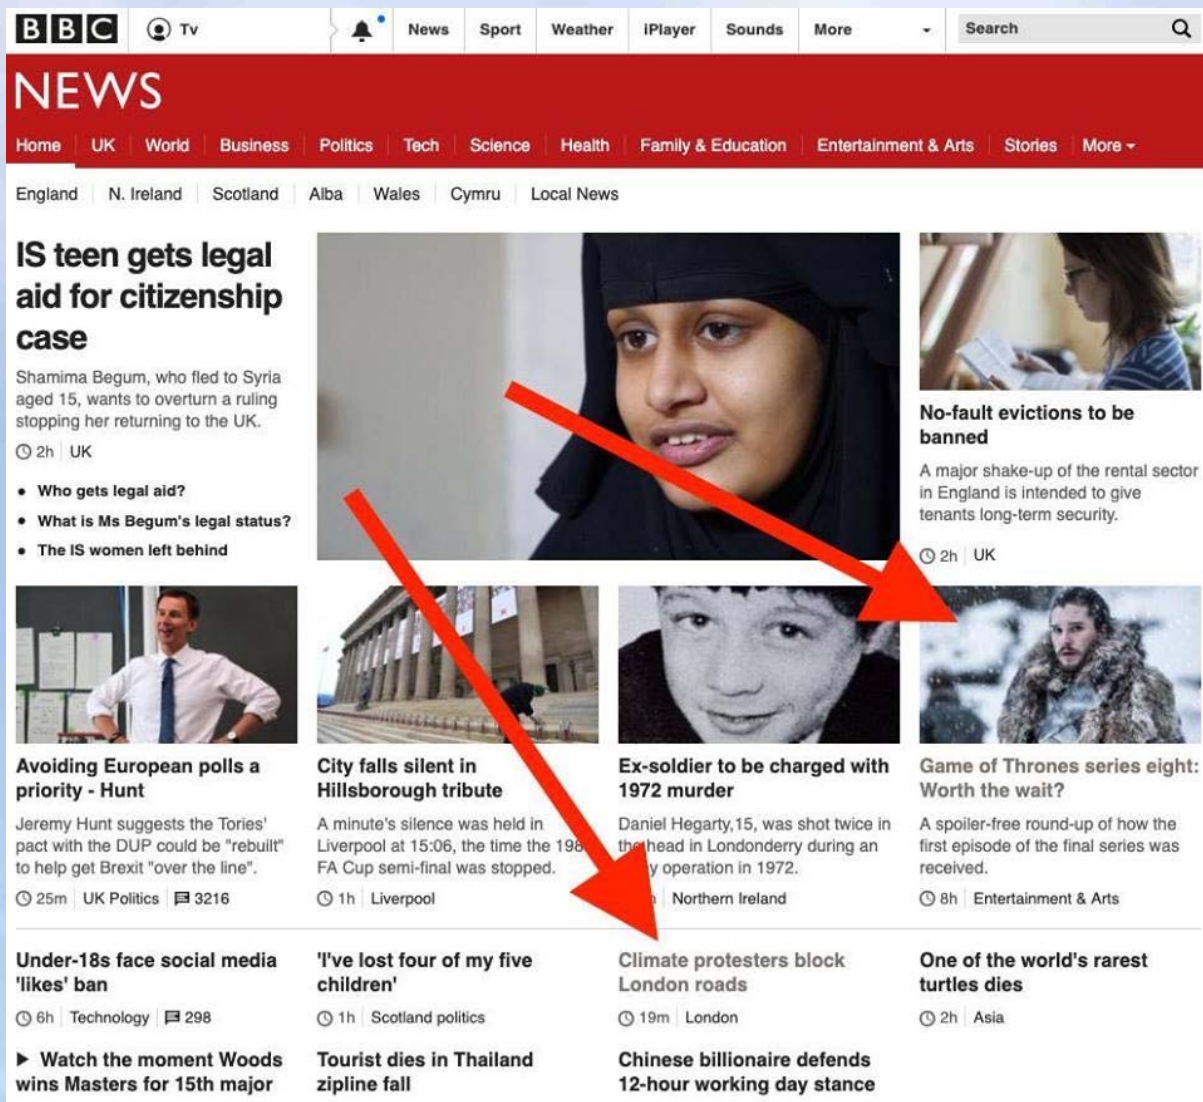 BBC Tv News Sport Weather iPlayer Sounds More Search
NEWS
Home UK World Business Politics Tech Science Health Family & Education Entertainment & Arts Stories More
England N. Ireland Scotland Alba Wales Cymru Local News
IS teen gets legal
aid for citizenship
case
Shamima Begum, who fled to Syria
aged 15, wants to overturn a ruling
stopping her returning to the UK.
2h UK
• Who gets legal aid?
• What is Ms Begum's legal status?
• The IS women left behind
No-fault evictions to be
banned
A major shake-up of the rental sector
in England is intended to give
tenants long-term security.
2h UK
Avoiding European polls a
priority - Hunt
Jeremy Hunt suggests the Tories'
pact with the DUP could be "rebuilt"
to help get Brexit "over the line".
25m UK Politics 3216
City falls silent in
Hillsborough tribute
A minute's silence was held in
Liverpool at 15:06, the time the
FA Cup semi-final was stopped.
1h Liverpool
Ex-soldier to be charged with
1972 murder
Daniel Hegarty,15, was shot twice in
the head in Londonderry during an
operation in 1972.
Northern Ireland
Game of Thrones series eight:
Worth the wait?
A spoiler-free round-up of how the
first episode of the final series was
received.
8h Entertainment & Arts
Under-18s face social media
'likes' ban
6h Technology 298
'I've lost four of my five
children'
1h Scotland politics
Climate protesters block
London roads
19m London
One of the world's rarest
turtles dies
2h Asia
Watch the moment Woods
wins Masters for 15th major
Tourist dies in Thailand
zipline fall
Chinese billionaire defends
12-hour working day stance